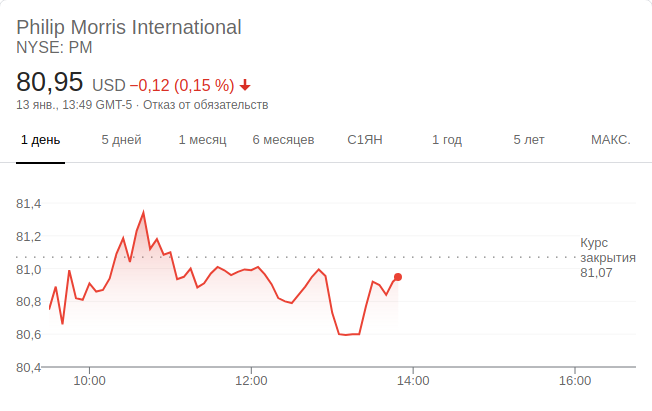 Philip Morris International
NYSE: PM
80,95 USD −0,12 (0,15 %)
13 янв., 13:49 GMT-5 · Отказ от обязательств
1 день 5 дней 1 месяц 6 месяцев С1ЯН 1 год 5 лет МАКС.
81,4
81,2
81,0
80,8
80,6
80,4
Курс
закрытия
81,07
10:00 12:00 14:00 16:00